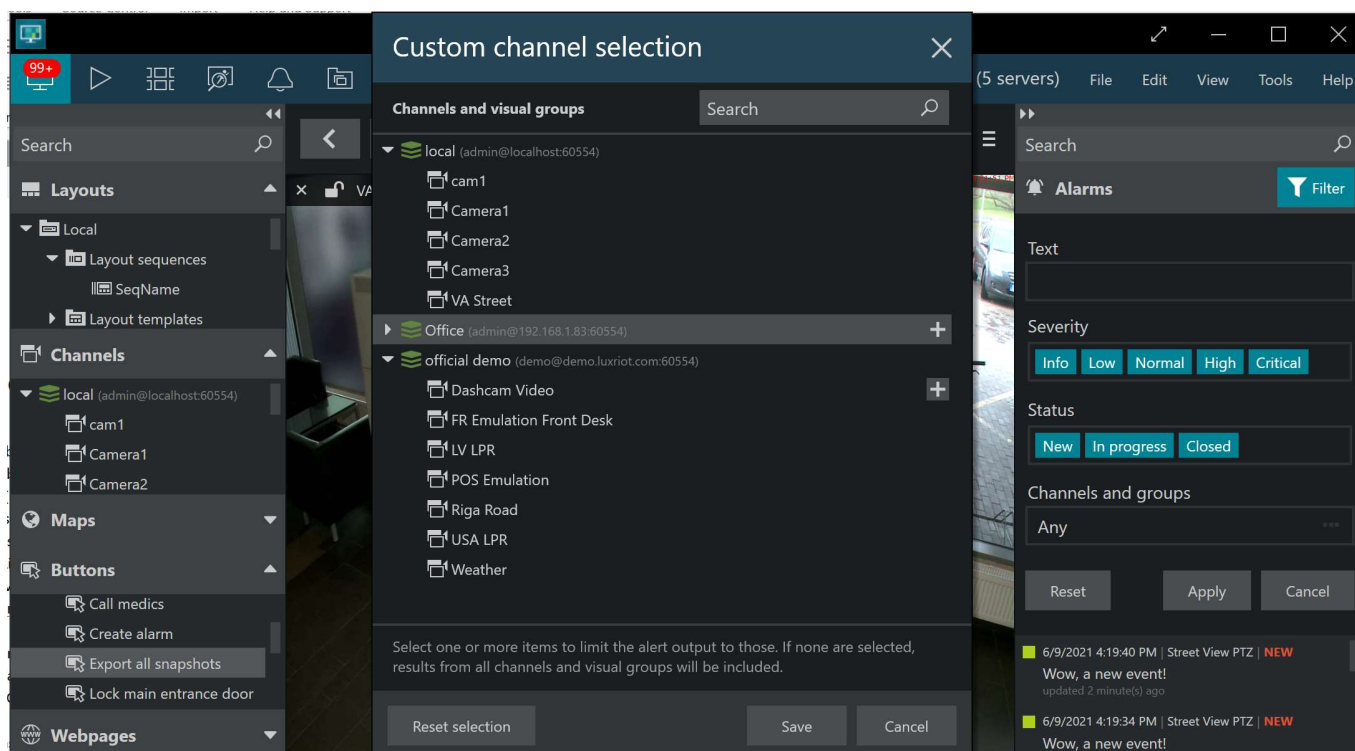 99+
Search
Layouts
Local
Layout sequences
SeqName
Layout templates
Channels
local (admin@localhost:60554)
cam1
Camera1
Camera2
Maps
Buttons
Call medics
Create alarm
Export all snapshots
Lock main entrance door
Webpages
VA
Custom channel selection
Channels and visual groups
Search
local (admin@localhost:60554)
cam1
Camera1
Camera2
Camera3
VA Street
Office (admin@192.168.1.83:60554)
official demo (demo@demo.luxriot.com:60554)
Dashcam Video
FR Emulation Front Desk
LV LPR
POS Emulation
Riga Road
USA LPR
Weather
Select one or more items to limit the alert output to those. If none are selected,
results from all channels and visual groups will be included.
Reset selection Save Cancel
(5 servers) File Edit View Tools Help
Search
Alarms Filter
Text
Severity
Info Low Normal High Critical
Status
New In progress Closed
Channels and groups
Any
Reset Apply Cancel
6/9/2021 4:19:40 PM | Street View PTZ | NEW
Wow, a new event!
updated 2 minute(s) ago
6/9/2021 4:19:34 PM | Street View PTZ | NEW
Wow, a new event!